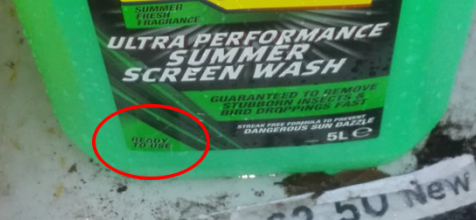 SUMMER
FRESH
FRAGRANCE
ULTRA PERFORMANCE
SUMMER
SCREEN WASH
GUARANTEED TO REMOVE
STUBBORN INSECTS &
BIRD DROPPINGS FAST
STREAK FREE FORMULA TO PREVENT
DANGEROUS SUN DAZZLE
5L ℮
READY
TO USE
50 New